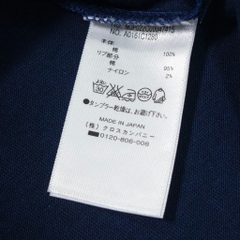 NO. A0161CT252
本体
綿 100%
リブ部分
綿 95%
ナイロン 2%
●タンブラー乾燥は、お避け下さい。
MADE IN JAPAN
(株) クロスカンパニー
☎0120-806-008